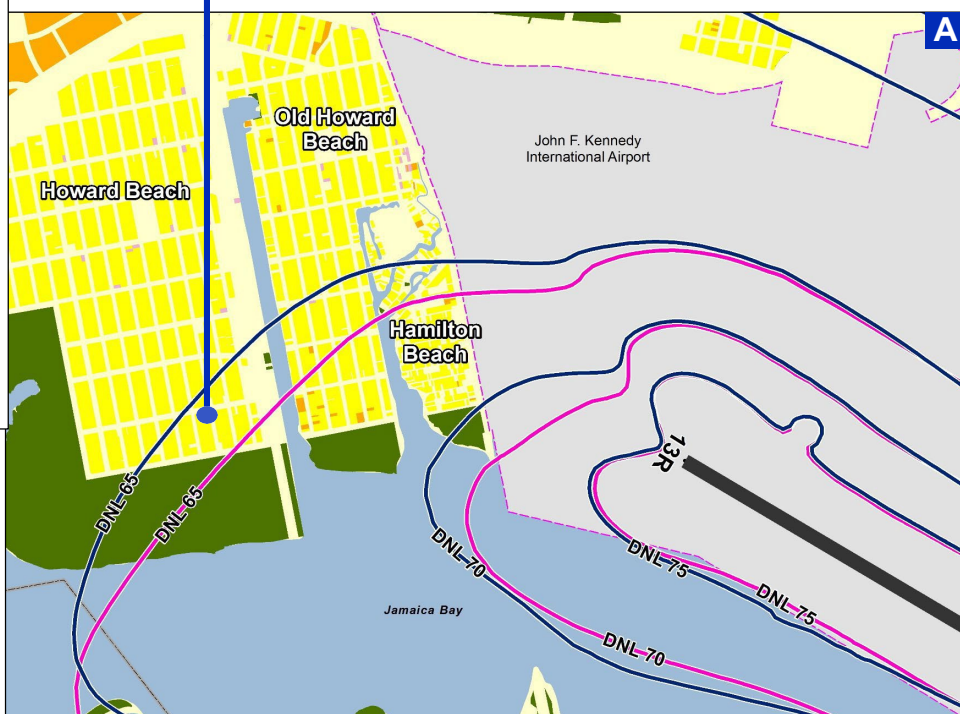 A
Old Howard
Beach
John F. Kennedy
International Airport
Howard Beach
Hamilton
Beach
13R
DNL 65
DNL 65
DNL 70
DNL 75
DNL 75
Jamaica Bay
DNL 70